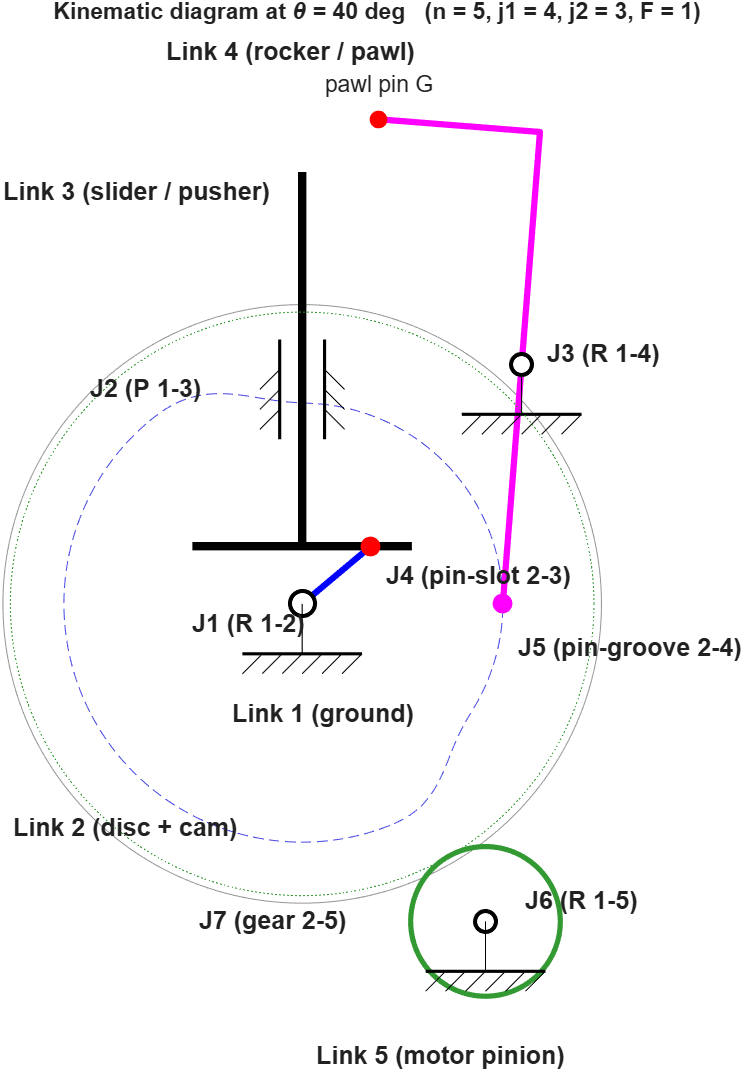 Kinematic diagram at θ = 40 deg (n = 5, j1 = 4, j2 = 3, F = 1)
Link 4 (rocker / pawl)
pawl pin G
Link 3 (slider / pusher)
J3 (R 1-4)
J2 (P 1-3)
J4 (pin-slot 2-3)
J1 (R 1-2)
J5 (pin-groove 2-4)
Link 1 (ground)
Link 2 (disc + cam)
J6 (R 1-5)
J7 (gear 2-5)
Link 5 (motor pinion)